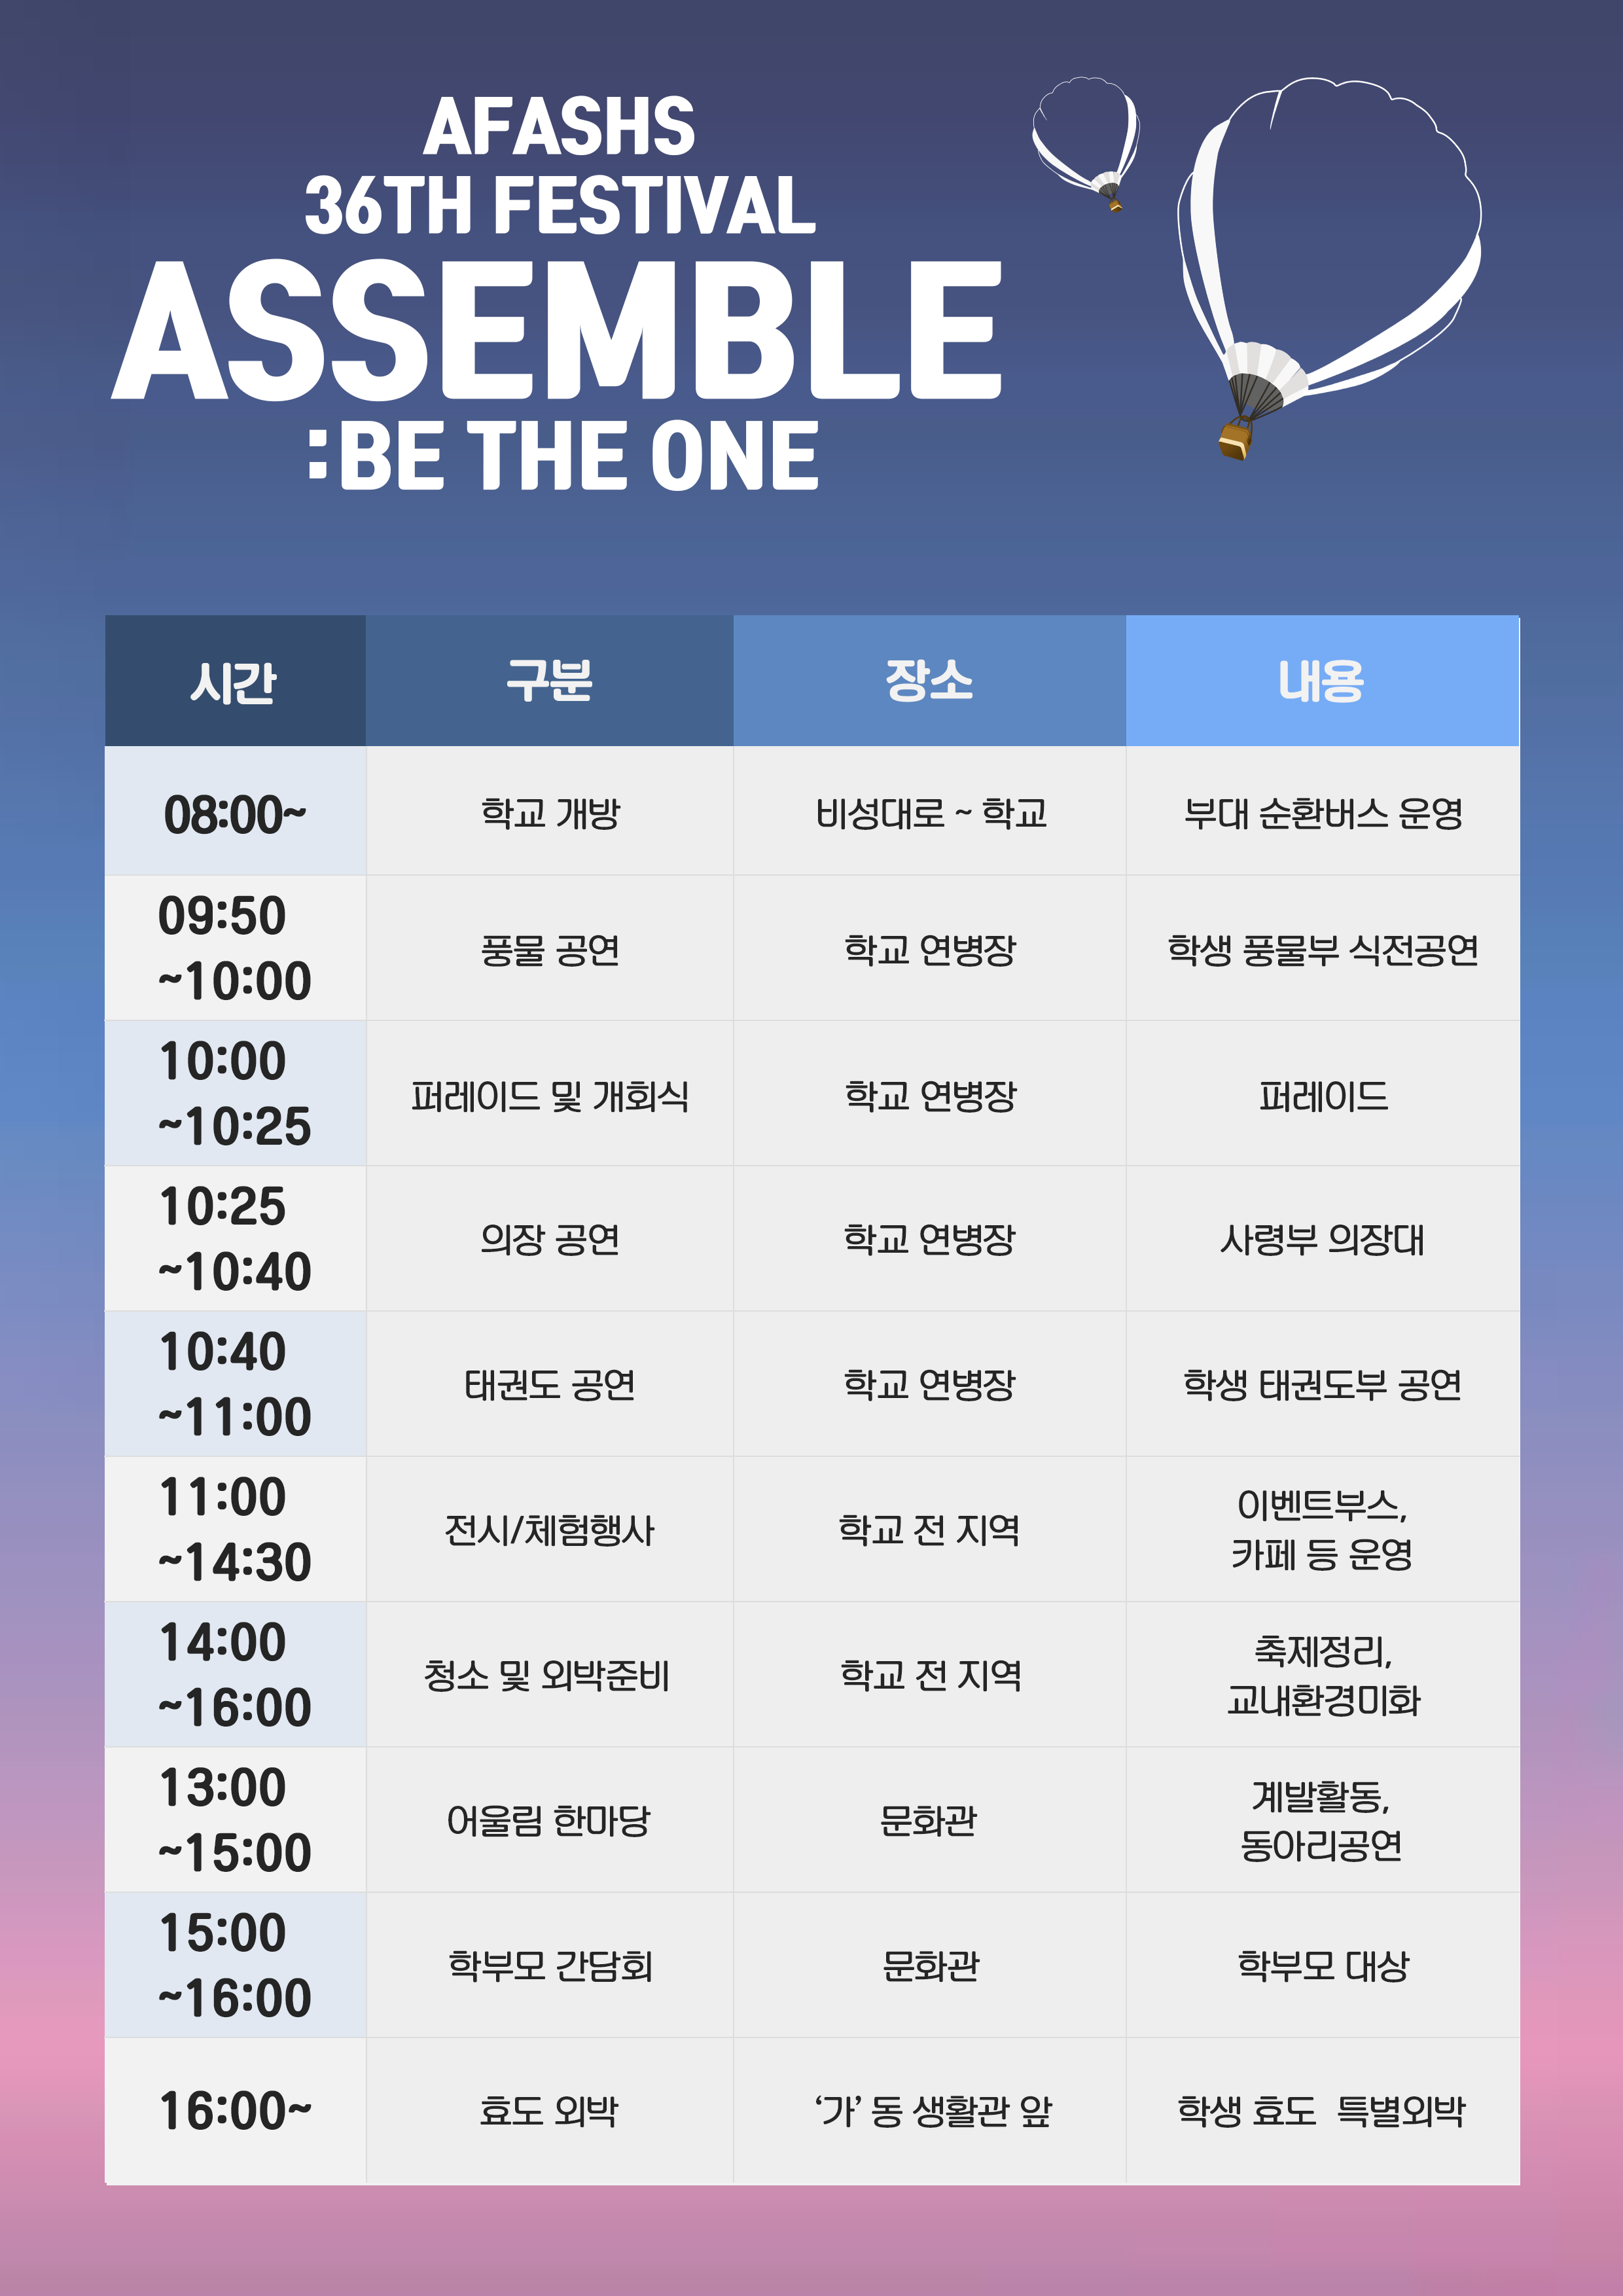 AFASHS
36TH FESTIVAL
ASSEMBLE
:BE THE ONE
시간 구분 장소 내용
08:00~ 학교 개방 비성대로 ~ 학교 부대 순환버스 운영
09:50
~10:00 풍물 공연 학교 연병장 학생 풍물부 식전공연
10:00
~10:25 퍼레이드 및 개회식 학교 연병장 퍼레이드
10:25
~10:40 의장 공연 학교 연병장 사령부 의장대
10:40
~11:00 태권도 공연 학교 연병장 학생 태권도부 공연
11:00
~14:30 전시/체험행사 학교 전 지역 이벤트부스,
카페 등 운영
14:00
~16:00 청소 및 외박준비 학교 전 지역 축제정리,
교내환경미화
13:00
~15:00 어울림 한마당 문화관 계발활동,
동아리공연
15:00
~16:00 학부모 간담회 문화관 학부모 대상
16:00~ 효도 외박 ‘가’ 동 생활관 앞 학생 효도  특별외박